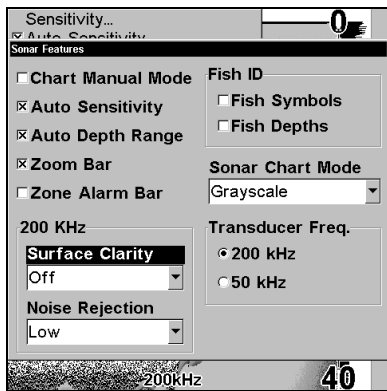 Sensitivity...
Auto Sensitivity
0
Sonar Features
Chart Manual Mode
Auto Sensitivity
Auto Depth Range
Zoom Bar
Zone Alarm Bar
Fish ID
Fish Symbols
Fish Depths
Sonar Chart Mode
Grayscale
200 KHz
Surface Clarity
Off
Noise Rejection
Low
Transducer Freq.
200 kHz
50 kHz
200kHz
40